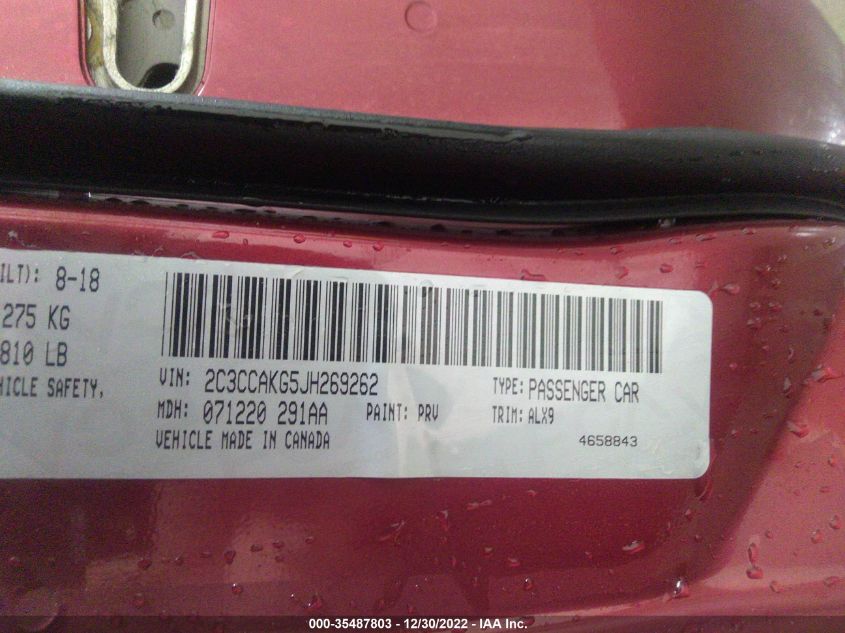 ILT): 8-18
275 KG
810 LB
HICLE SAFETY,
VIN: 2C3CCAKG5JH269262
TYPE: PASSENGER CAR
MDH: 071220 291AA
PAINT: PRV
TRIM: ALX9
VEHICLE MADE IN CANADA
4658843
000-35487803 - 12/30/2022 - IAA Inc.